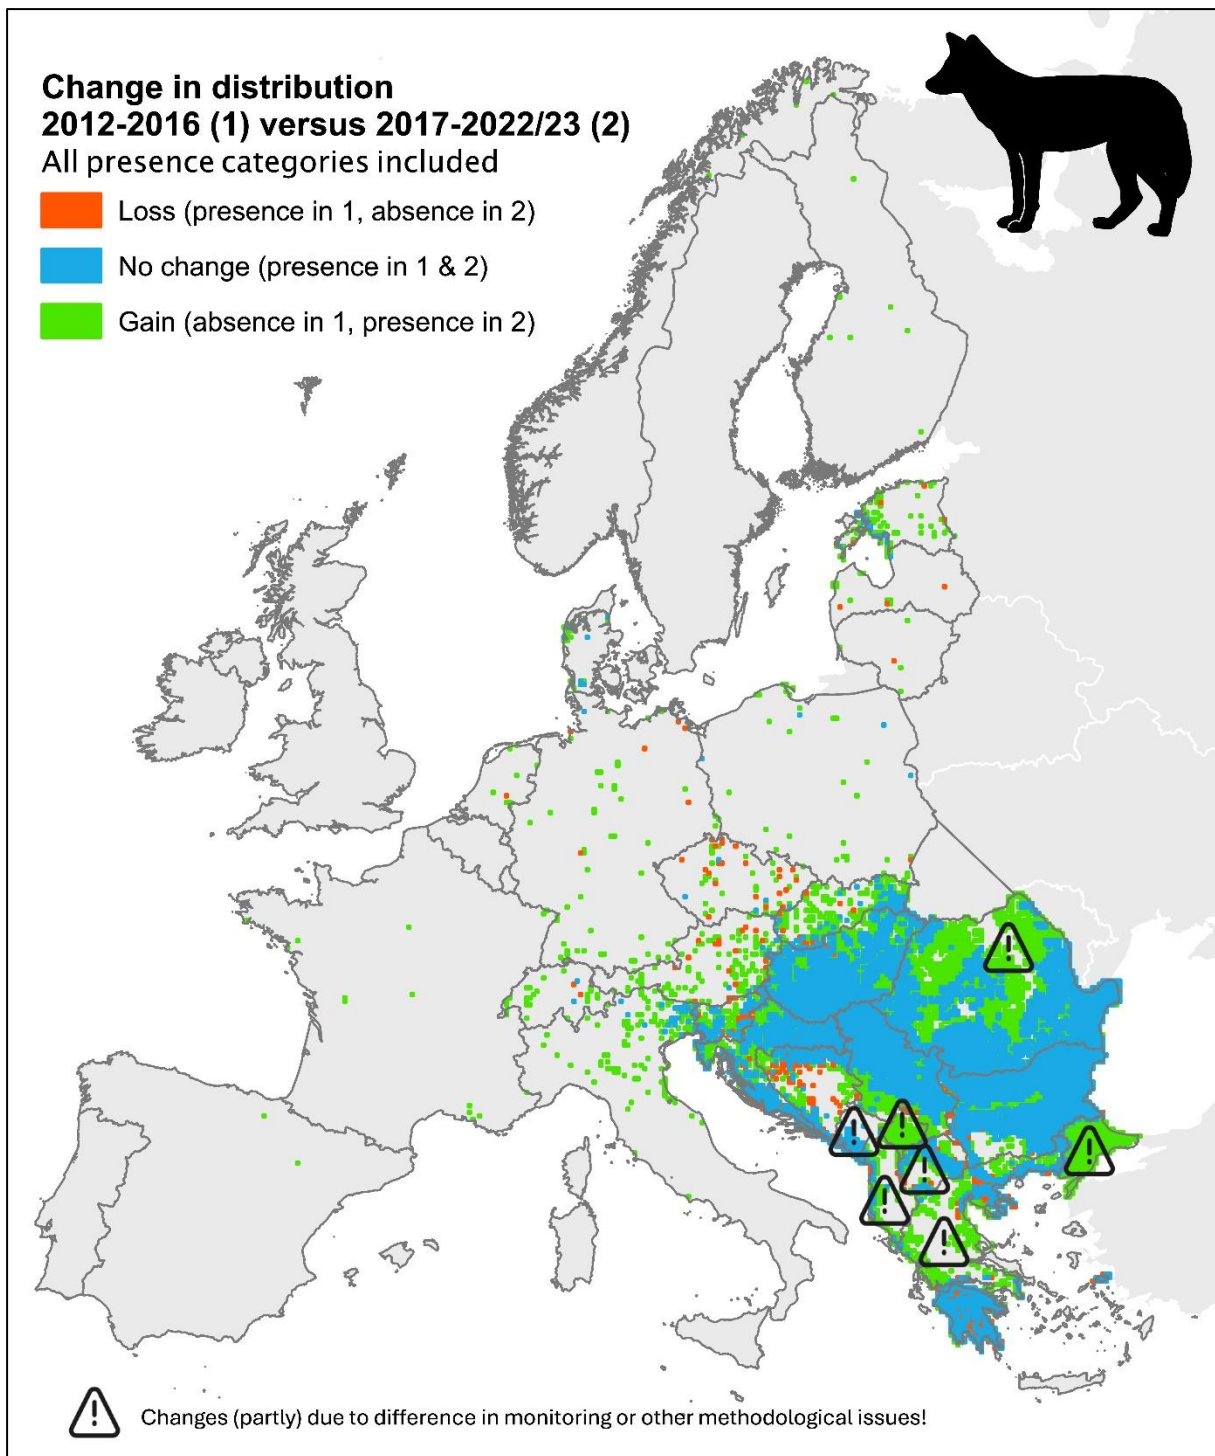 Change in distribution
2012-2016 (1) versus 2017-2022/23 (2)
All presence categories included
Loss (presence in 1, absence in 2)
No change (presence in 1 & 2)
Gain (absence in 1, presence in 2)
Changes (partly) due to difference in monitoring or other methodological issues!